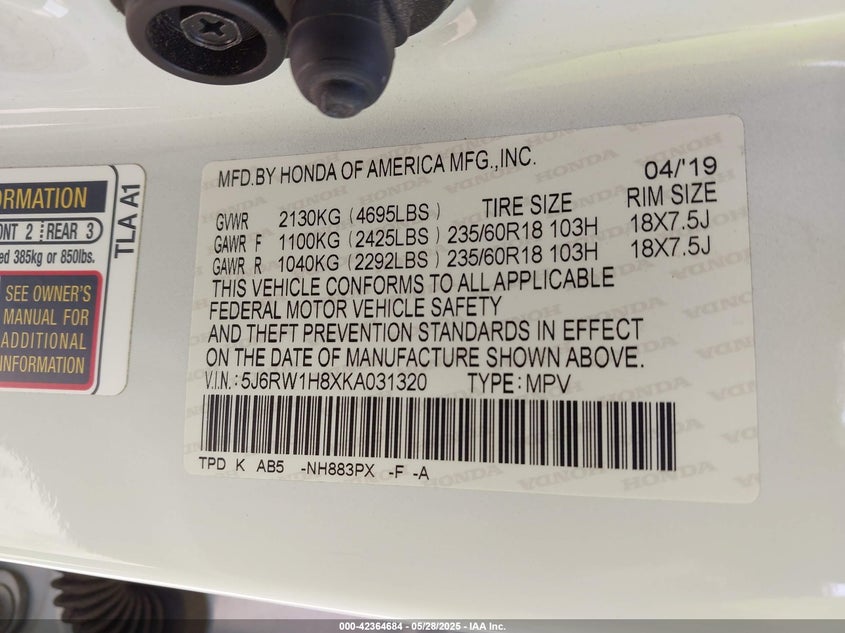 ORMATION
ONT 2 REAR 3
ed 385kg or 850lbs.
SEE OWNER'S
MANUAL FOR
ADDITIONAL
INFORMATION
TLA A1
MFD.BY HONDA OF AMERICA MFG.,INC. 04/'19
GVWR 2130KG (4695LBS) TIRE SIZE RIM SIZE
GAWR F 1100KG (2425LBS) 235/60R18 103H 18X7.5J
GAWR R 1040KG (2292LBS) 235/60R18 103H 18X7.5J
THIS VEHICLE CONFORMS TO ALL APPLICABLE
FEDERAL MOTOR VEHICLE SAFETY
AND THEFT PREVENTION STANDARDS IN EFFECT
ON THE DATE OF MANUFACTURE SHOWN ABOVE.
V.I.N.: 5J6RW1H8XKA031320 TYPE: MPV
TPD K AB5 -NH883PX -F -A
000-42364684 - 05/28/2025 - IAA Inc.